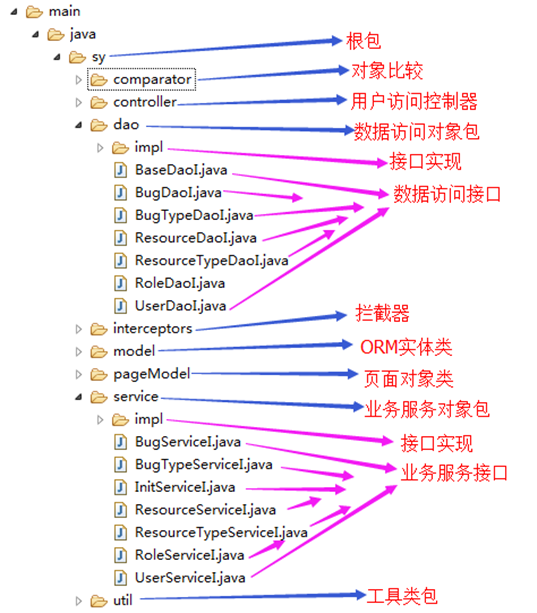 main
java
sy 根包
comparator 对象比较
controller 用户访问控制器
dao 数据访问对象包
impl 接口实现
BaseDaoI.java 数据访问接口
BugDaoI.java
BugTypeDaoI.java
ResourceDaoI.java
ResourceTypeDaoI.java
RoleDaoI.java
UserDaoI.java
interceptors 拦截器
model ORM实体类
pageModel 页面对象类
service 业务服务对象包
impl 接口实现
BugServiceI.java 业务服务接口
BugTypeServiceI.java
InitServiceI.java
ResourceServiceI.java
ResourceTypeServiceI.java
RoleServiceI.java
UserServiceI.java
util 工具类包